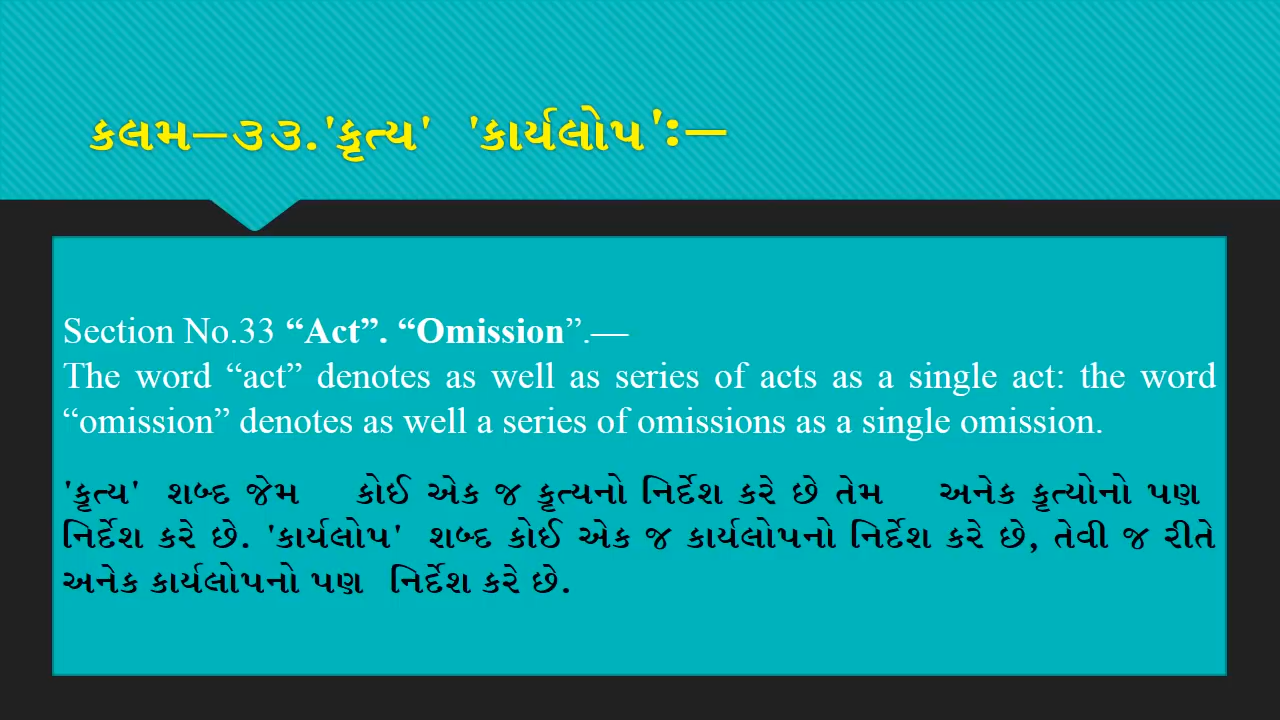 કલમ–૩૩.'કૃત્ય' 'કાર્યલોપ':–
Section No.33 “Act”. “Omission”.—
The word “act” denotes as well as series of acts as a single act: the word
“omission” denotes as well a series of omissions as a single omission.
'કૃત્ય' શબ્દ જેમ કોઈ એક જ કૃત્યનો નિર્દેશ કરે છે તેમ અનેક કૃત્યોનો પણ
નિર્દેશ કરે છે. 'કાર્યલોપ' શબ્દ કોઈ એક જ કાર્યલોપનો નિર્દેશ કરે છે, તેવી જ રીતે
અનેક કાર્યલોપનો પણ નિર્દેશ કરે છે.